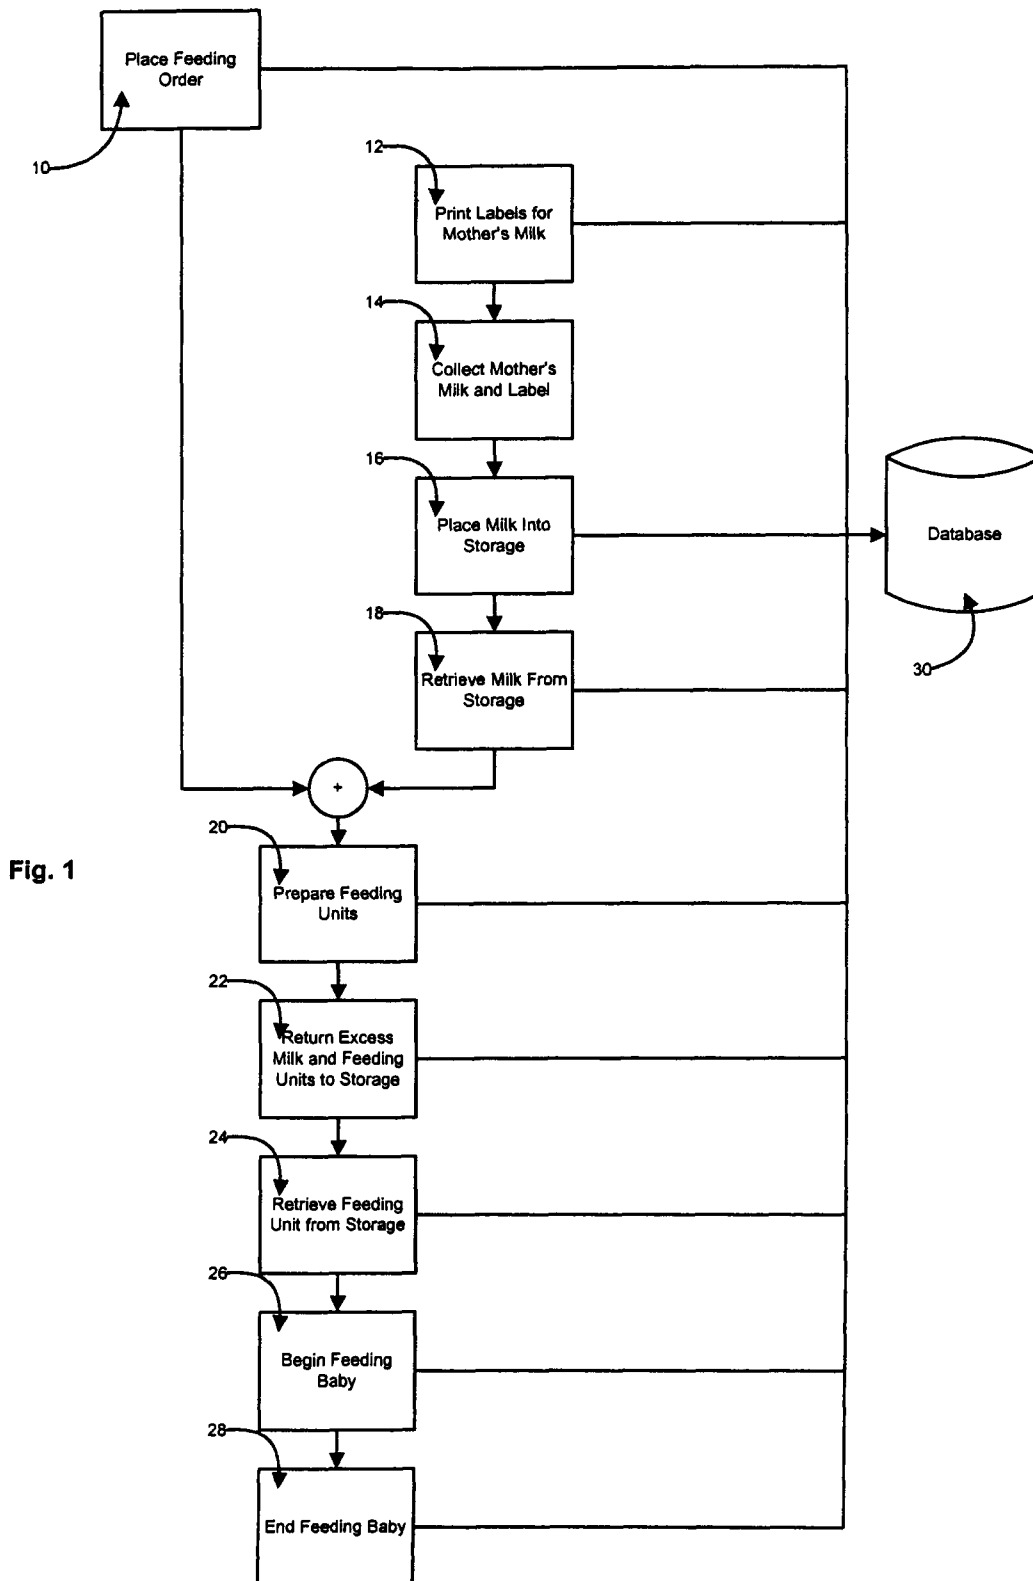 Place Feeding
Order
10
12
Print Labels for
Mother's Milk
14
Collect Mother's
Milk and Label
16
Place Milk Into
Storage
Database
18
Retrieve Milk From
Storage
30
+
20
Fig. 1
Prepare Feeding
Units
22
Return Excess
Milk and Feeding
Units to Storage
24
Retrieve Feeding
Unit from Storage
26
Begin Feeding
Baby
28
End Feeding Baby